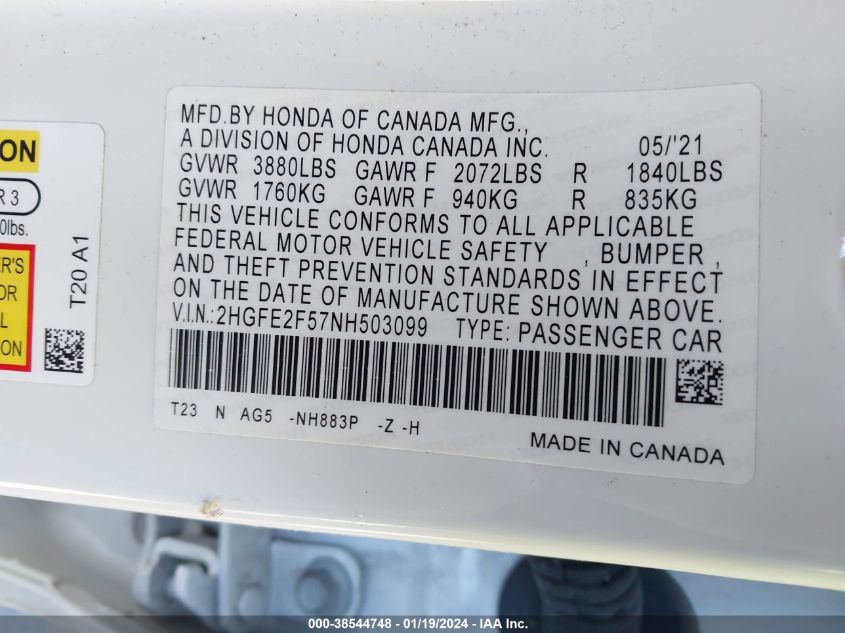 MFD.BY HONDA OF CANADA MFG.,
A DIVISION OF HONDA CANADA INC. 05/'21
GVWR 3880LBS GAWR F 2072LBS R 1840LBS
GVWR 1760KG GAWR F 940KG R 835KG
THIS VEHICLE CONFORMS TO ALL APPLICABLE
FEDERAL MOTOR VEHICLE SAFETY , BUMPER ,
AND THEFT PREVENTION STANDARDS IN EFFECT
ON THE DATE OF MANUFACTURE SHOWN ABOVE.
V.I.N.:2HGFE2F57NH503099 TYPE: PASSENGER CAR
T23 N AG5 -NH883P -Z -H
MADE IN CANADA
ON
R 3
0lbs.
ER'S
OR
L
ION
T20 A1
000-38544748 - 01/19/2024 - IAA Inc.